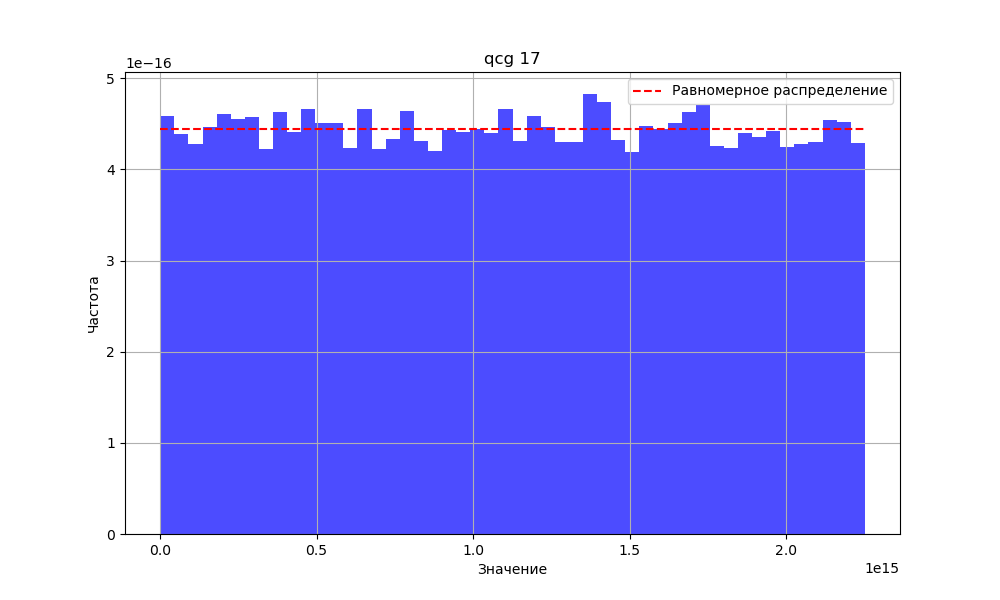 qcg 17
1e−16
Равномерное распределение
5
4
3
2
1
0
Частота
0.0 0.5 1.0 1.5 2.0
1e15
Значение